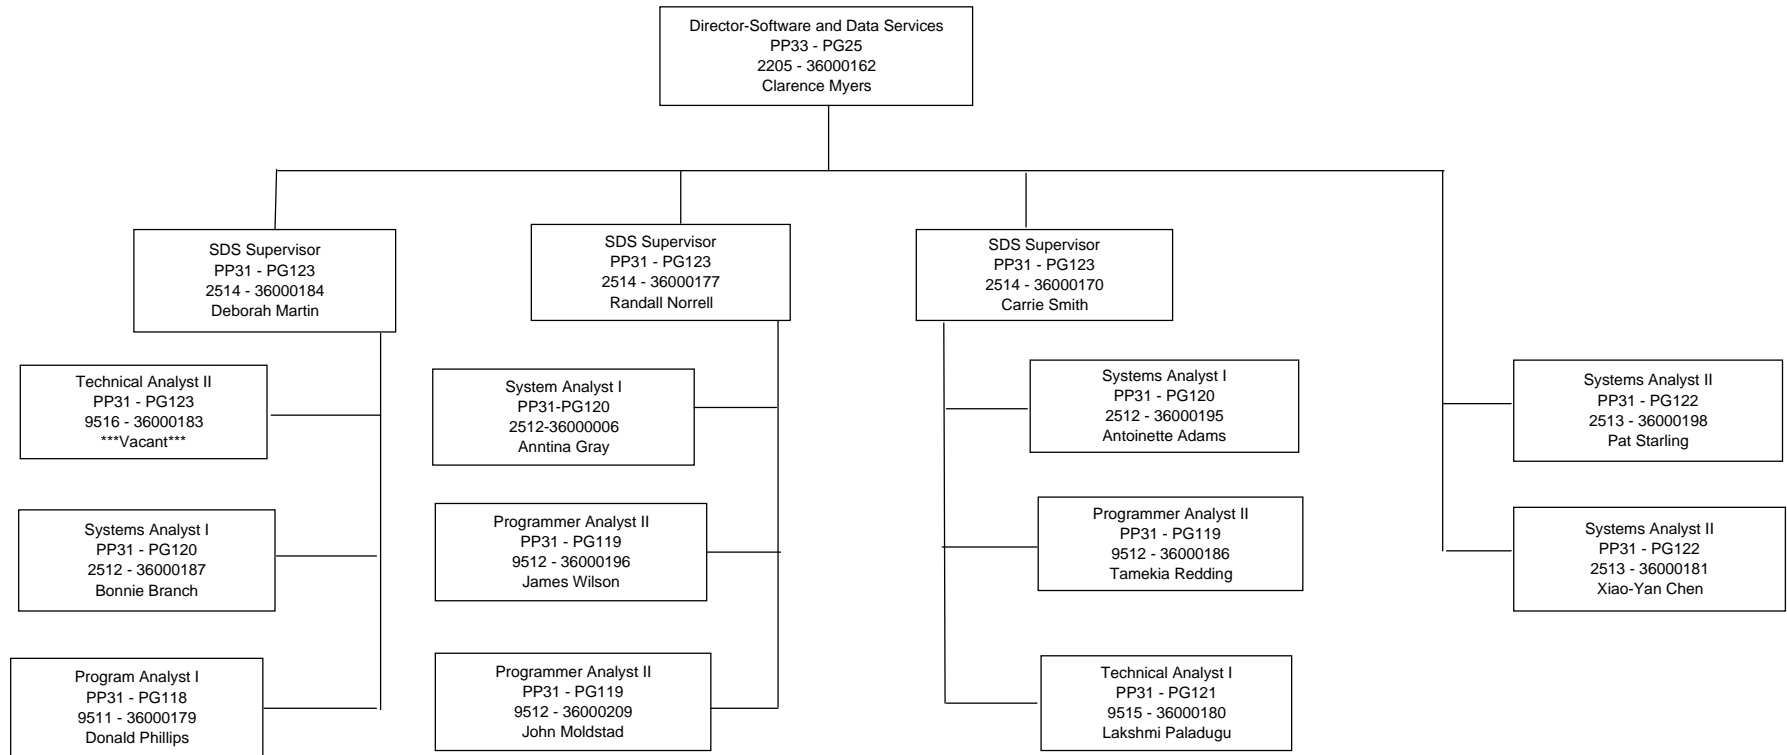 Director-Software and Data Services
PP33 - PG25
2205 - 36000162
Clarence Myers
SDS Supervisor
PP31 - PG123
2514 - 36000184
Deborah Martin
Technical Analyst II
PP31 - PG123
9516 - 36000183
***Vacant***
Systems Analyst I
PP31 - PG120
2512 - 36000187
Bonnie Branch
Program Analyst I
PP31 - PG118
9511 - 36000179
Donald Phillips
SDS Supervisor
PP31 - PG123
2514 - 36000177
Randall Norrell
System Analyst I
PP31-PG120
2512-36000006
Anntina Gray
Programmer Analyst II
PP31 - PG119
9512 - 36000196
James Wilson
Programmer Analyst II
PP31 - PG119
9512 - 36000209
John Moldstad
SDS Supervisor
PP31 - PG123
2514 - 36000170
Carrie Smith
Systems Analyst I
PP31 - PG120
2512 - 36000195
Antoinette Adams
Programmer Analyst II
PP31 - PG119
9512 - 36000186
Tamekia Redding
Technical Analyst I
PP31 - PG121
9515 - 36000180
Lakshmi Paladugu
Systems Analyst II
PP31 - PG122
2513 - 36000198
Pat Starling
Systems Analyst II
PP31 - PG122
2513 - 36000181
Xiao-Yan Chen